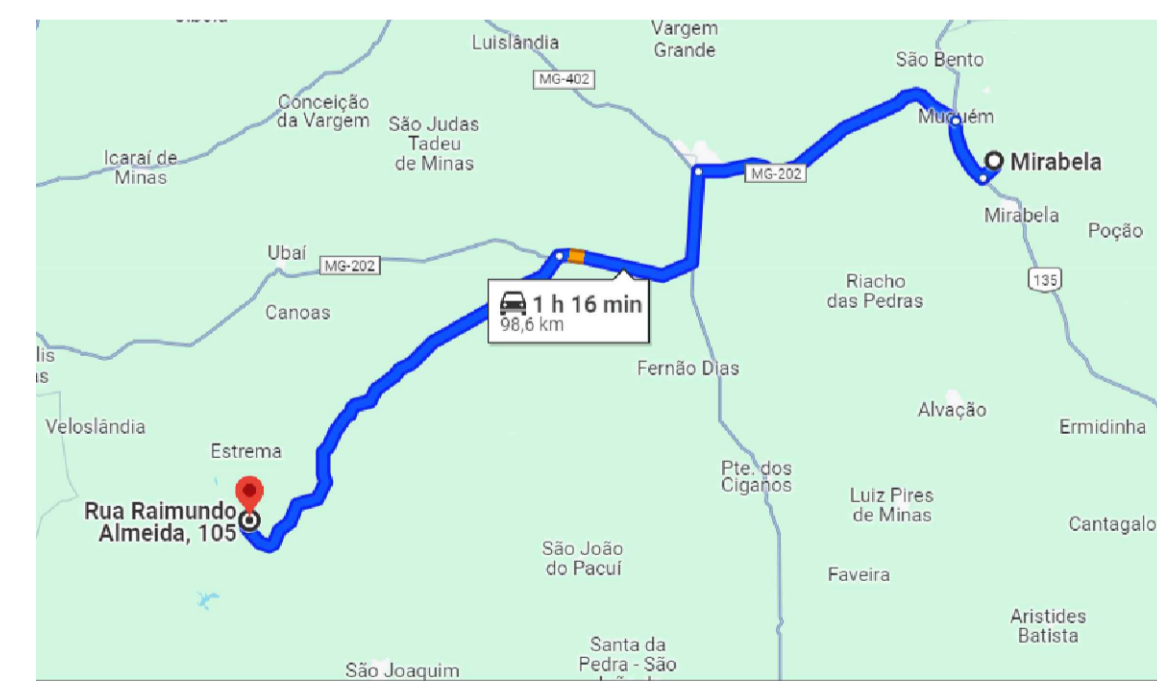 Vargem
Grande
Luislândia
São Bento
MG-402
Conceição
da Vargem
São Judas
Tadeu
de Minas
Muquém
Icaraí de
Minas
MG-202
Mirabela
Mirabela
Poção
Ubaí
MG-202
Riacho
das Pedras
135
1 h 16 min
98,6 km
Canoas
lis
as
Fernão Dias
Alvação
Veloslândia
Ermidinha
Estrema
Pte. dos
Ciganos
Luiz Pires
de Minas
Rua Raimundo
Almeida, 105
Cantagalo
São João
do Pacuí
Faveira
Aristides
Batista
Santa da
Pedra - São
São Joaquim